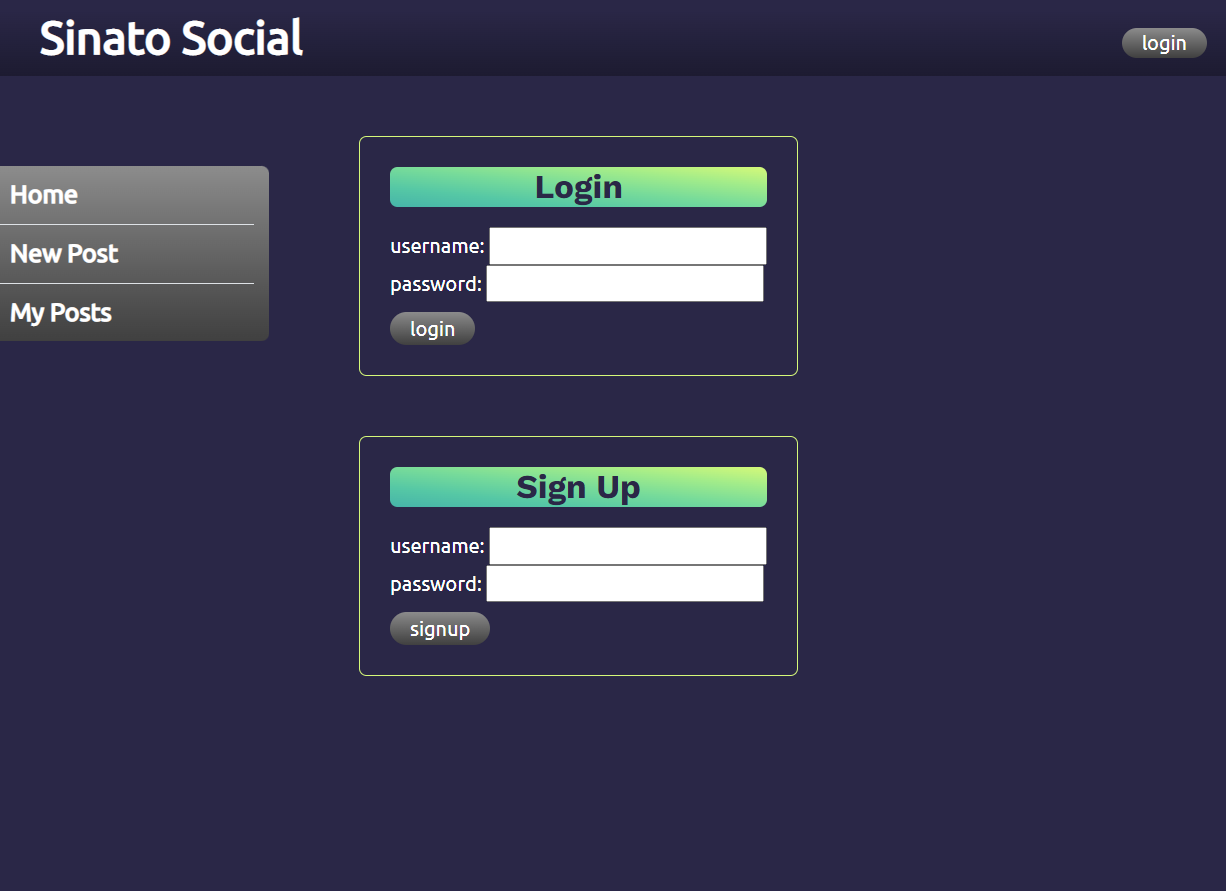 Sinato Social
login
Home
New Post
My Posts
Login
username:
password:
login
Sign Up
username:
password:
signup